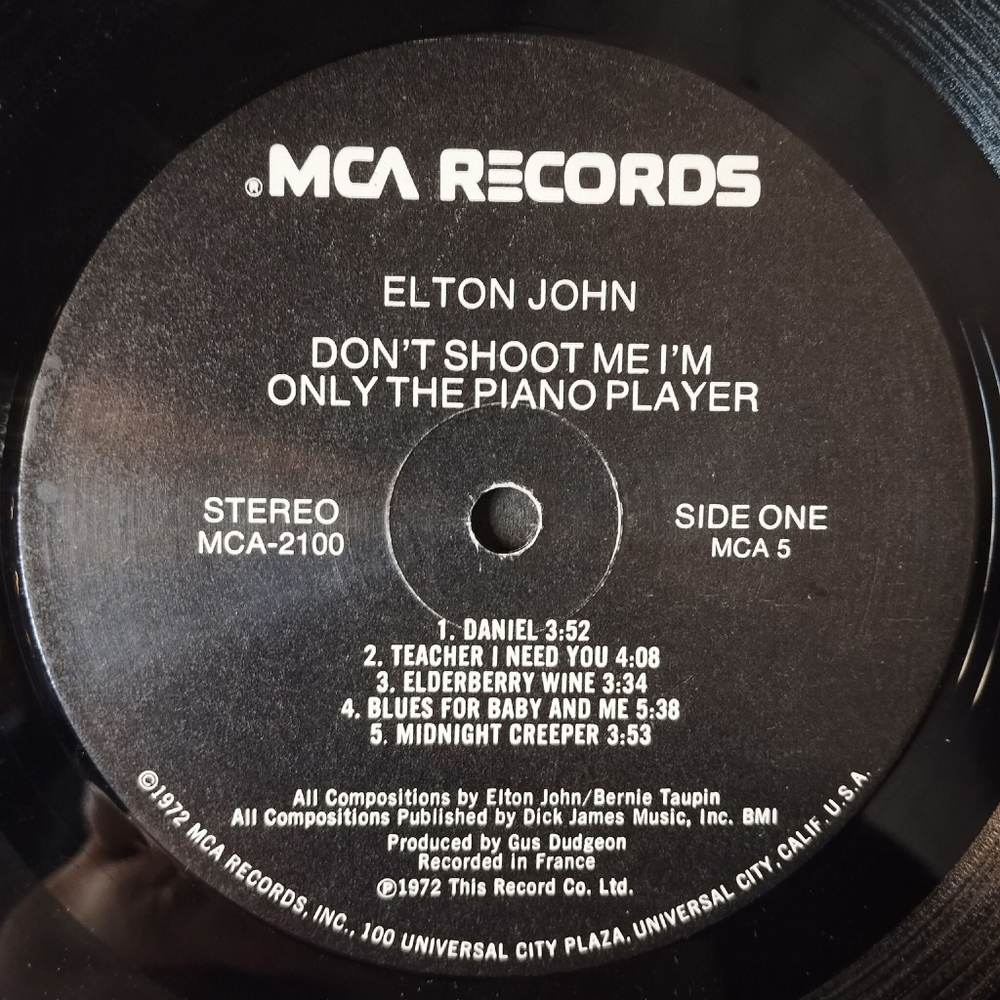 ®MCA RECORDS
ELTON JOHN
DON'T SHOOT ME I'M
ONLY THE PIANO PLAYER
STEREO
MCA-2100
SIDE ONE
MCA 5
1. DANIEL 3:52
2. TEACHER I NEED YOU 4:08
3. ELDERBERRY WINE 3:34
4. BLUES FOR BABY AND ME 5:38
5. MIDNIGHT CREEPER 3:53
All Compositions by Elton John/Bernie Taupin
All Compositions Published by Dick James Music, Inc. BMI
Produced by Gus Dudgeon
Recorded in France
℗1972 This Record Co. Ltd.
©1972 MCA RECORDS, INC., 100 UNIVERSAL CITY PLAZA, UNIVERSAL CITY, CALIF. U.S.A.